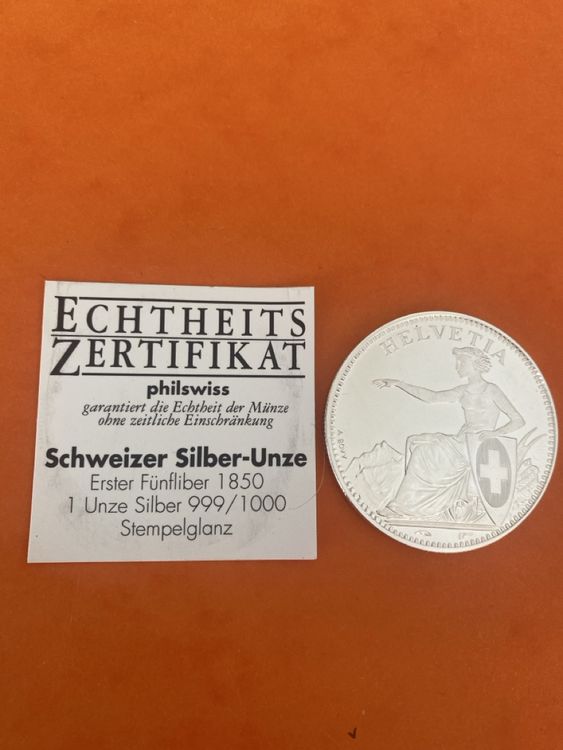 ECHTHEITS
ZERTIFIKAT
philswiss
garantiert die Echtheit der Münze
ohne zeitliche Einschränkung
Schweizer Silber-Unze
Erster Fünfliber 1850
1 Unze Silber 999/1000
Stempelglanz
HELVETIA